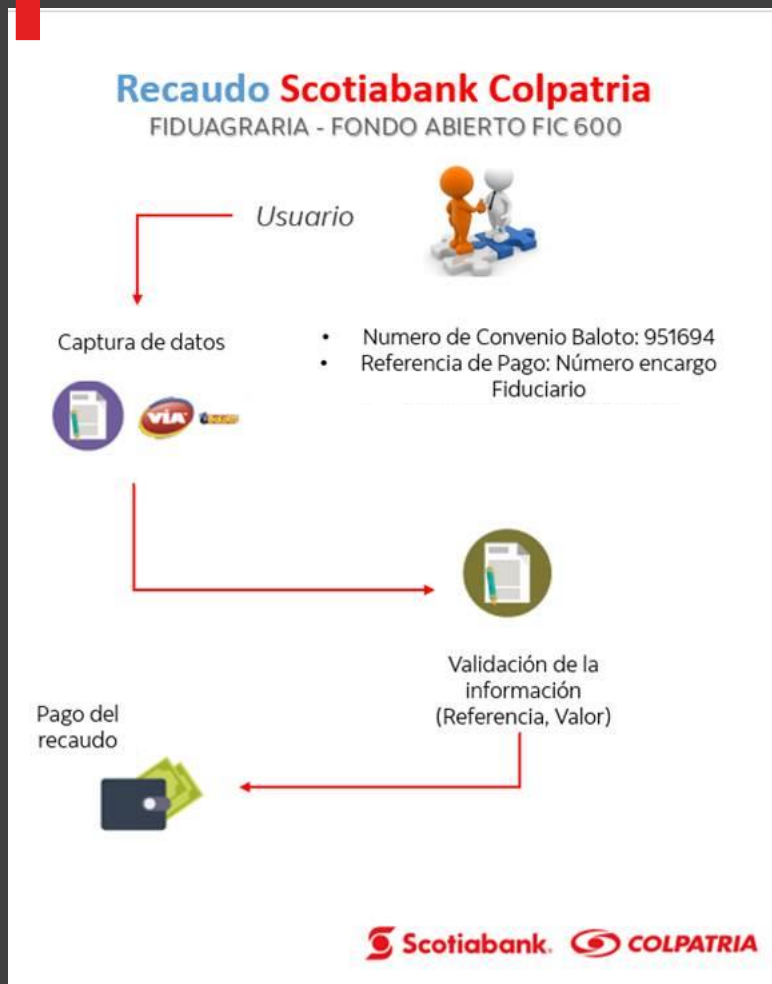 Recaudo Scotiabank Colpatria
FIDUAGRARIA - FONDO ABIERTO FIC 600
Usuario
Captura de datos
• Numero de Convenio Baloto: 951694
• Referencia de Pago: Número encargo
Fiduciario
VIA
Validación de la
información
(Referencia, Valor)
Pago del
recaudo
Scotiabank. COLPATRIA